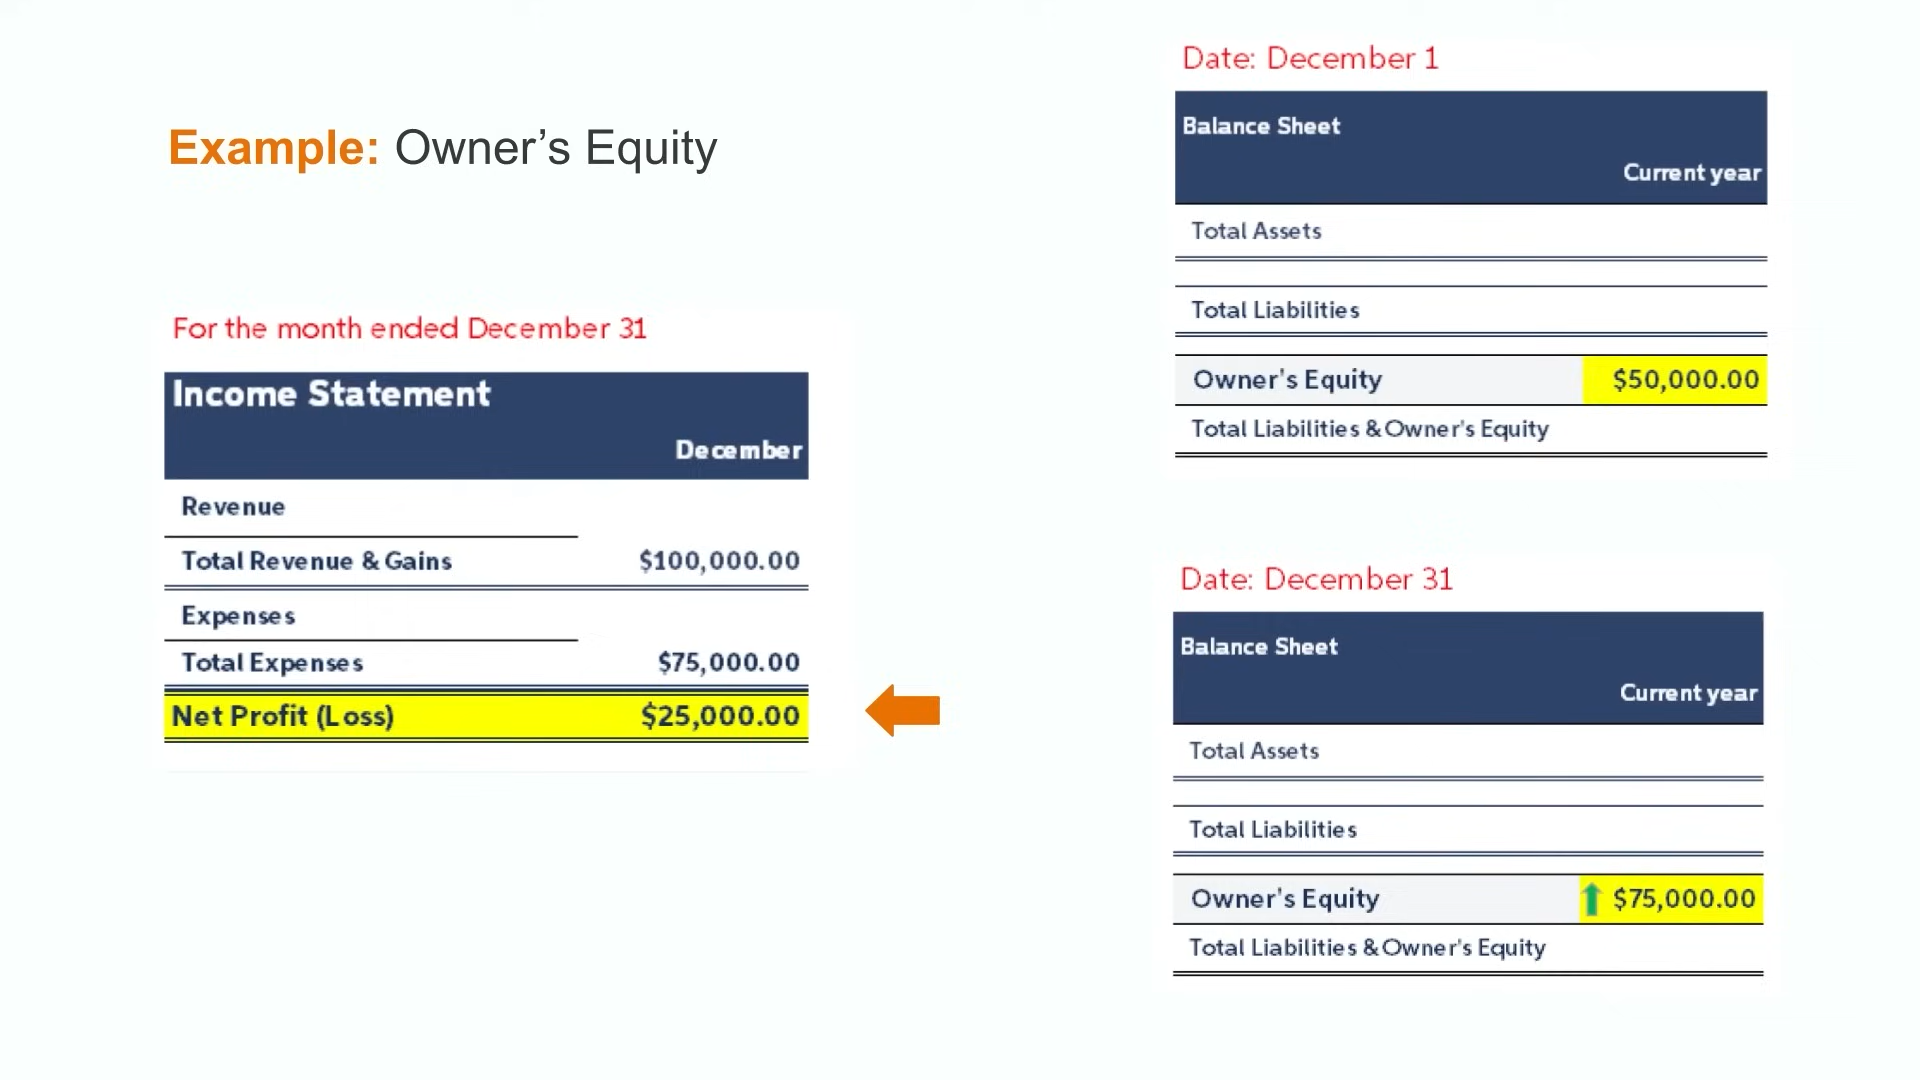 Example: Owner’s Equity
For the month ended December 31
Income Statement
December
Revenue
Total Revenue & Gains $100,000.00
Expenses
Total Expenses $75,000.00
Net Profit (Loss) $25,000.00
Date: December 1
Balance Sheet
Current year
Total Assets
Total Liabilities
Owner's Equity $50,000.00
Total Liabilities & Owner's Equity
Date: December 31
Balance Sheet
Current year
Total Assets
Total Liabilities
Owner's Equity $75,000.00
Total Liabilities & Owner's Equity